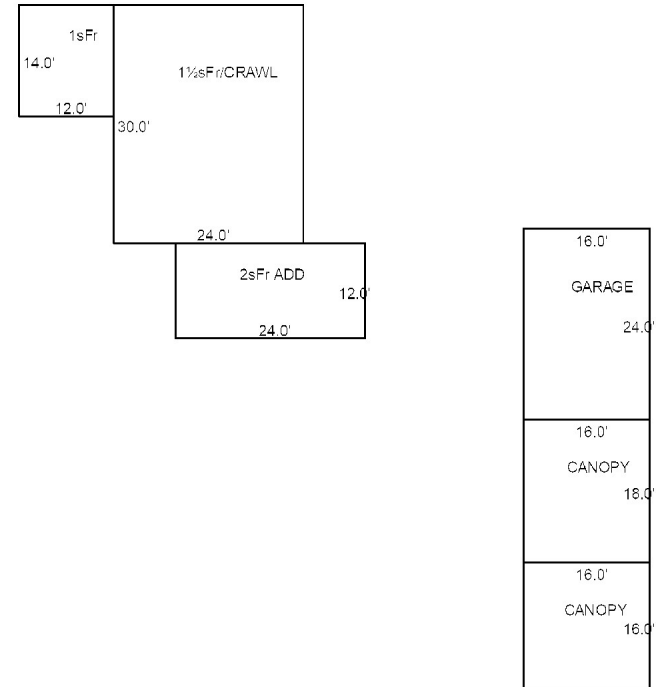 1sFr
14.0'
12.0'
1½sFr/CRAWL
30.0'
24.0'
2sFr ADD
12.0'
24.0'
16.0'
GARAGE
24.0'
16.0'
CANOPY
18.0'
16.0'
CANOPY
16.0'